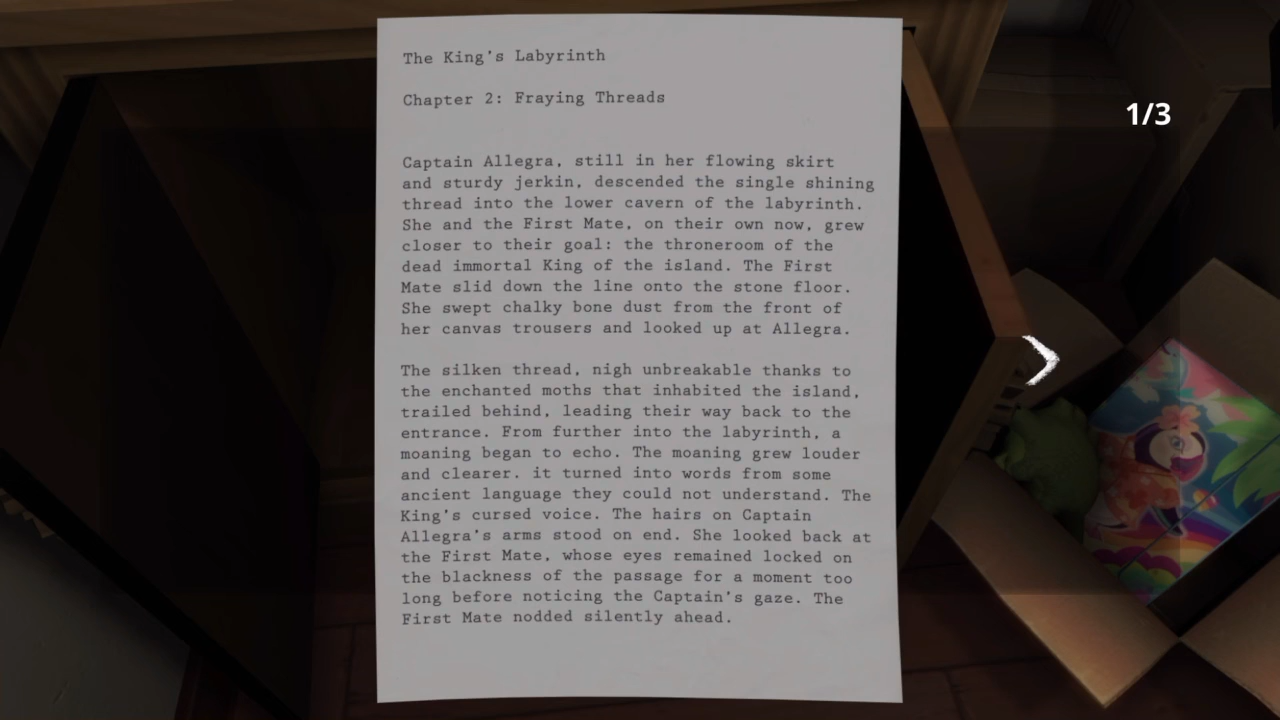 The King's Labyrinth
Chapter 2: Fraying Threads
1/3
Captain Allegra, still in her flowing skirt
and sturdy jerkin, descended the single shining
thread into the lower cavern of the labyrinth.
She and the First Mate, on their own now, grew
closer to their goal: the throneroom of the
dead immortal King of the island. The First
Mate slid down the line onto the stone floor.
She swept chalky bone dust from the front of
her canvas trousers and looked up at Allegra.
The silken thread, nigh unbreakable thanks to
the enchanted moths that inhabited the island,
trailed behind, leading their way back to the
entrance. From further into the labyrinth, a
moaning began to echo. The moaning grew louder
and clearer. it turned into words from some
ancient language they could not understand. The
King's cursed voice. The hairs on Captain
Allegra's arms stood on end. She looked back at
the First Mate, whose eyes remained locked on
the blackness of the passage for a moment too
long before noticing the Captain's gaze. The
First Mate nodded silently ahead.